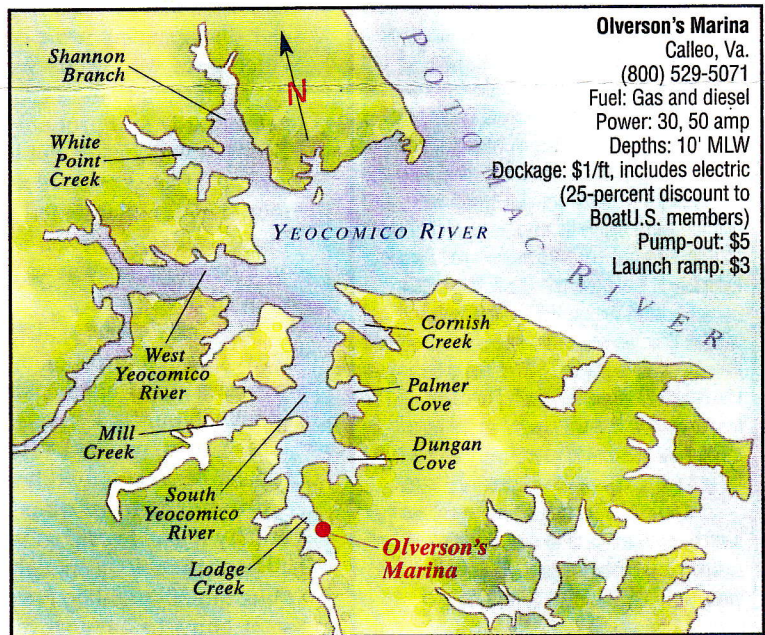 Olverson's Marina
Calleo, Va.
(800) 529-5071
Fuel: Gas and diesel
Power: 30, 50 amp
Depths: 10' MLW
Dockage: $1/ft, includes electric
(25-percent discount to
BoatU.S. members)
Pump-out: $5
Launch ramp: $3
POTOMAC RIVER
N
Shannon
Branch
White
Point
Creek
YEOCOMICO RIVER
Cornish
Creek
West
Yeocomico
River
Palmer
Cove
Mill
Creek
Dungan
Cove
South
Yeocomico
River
Olverson's
Marina
Lodge
Creek